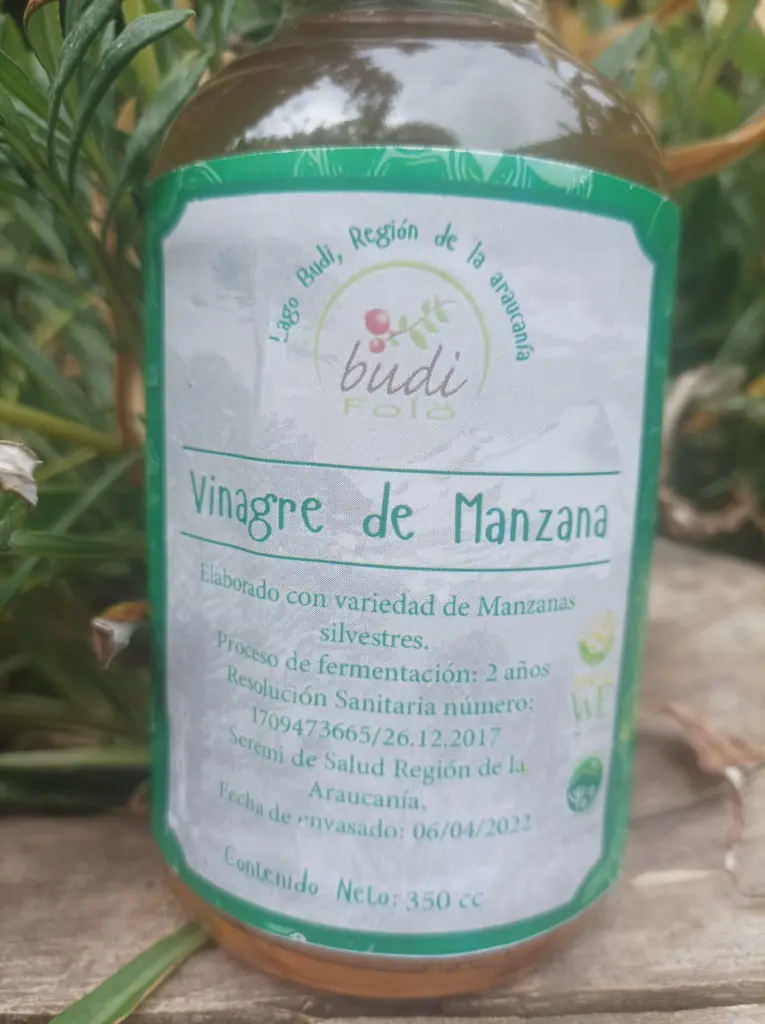 Lago Budi, Región de la araucanía
budi
Folö
Vinagre de Manzana
Elaborado con variedad de Manzanas
silvestres.
Proceso de fermentación: 2 años
Resolución Sanitaria número:
1709473665/26.12.2017
Seremi de Salud Región de la
Araucanía,
Fecha de envasado: 06/04/2022
Contenido Neto: 350 cc